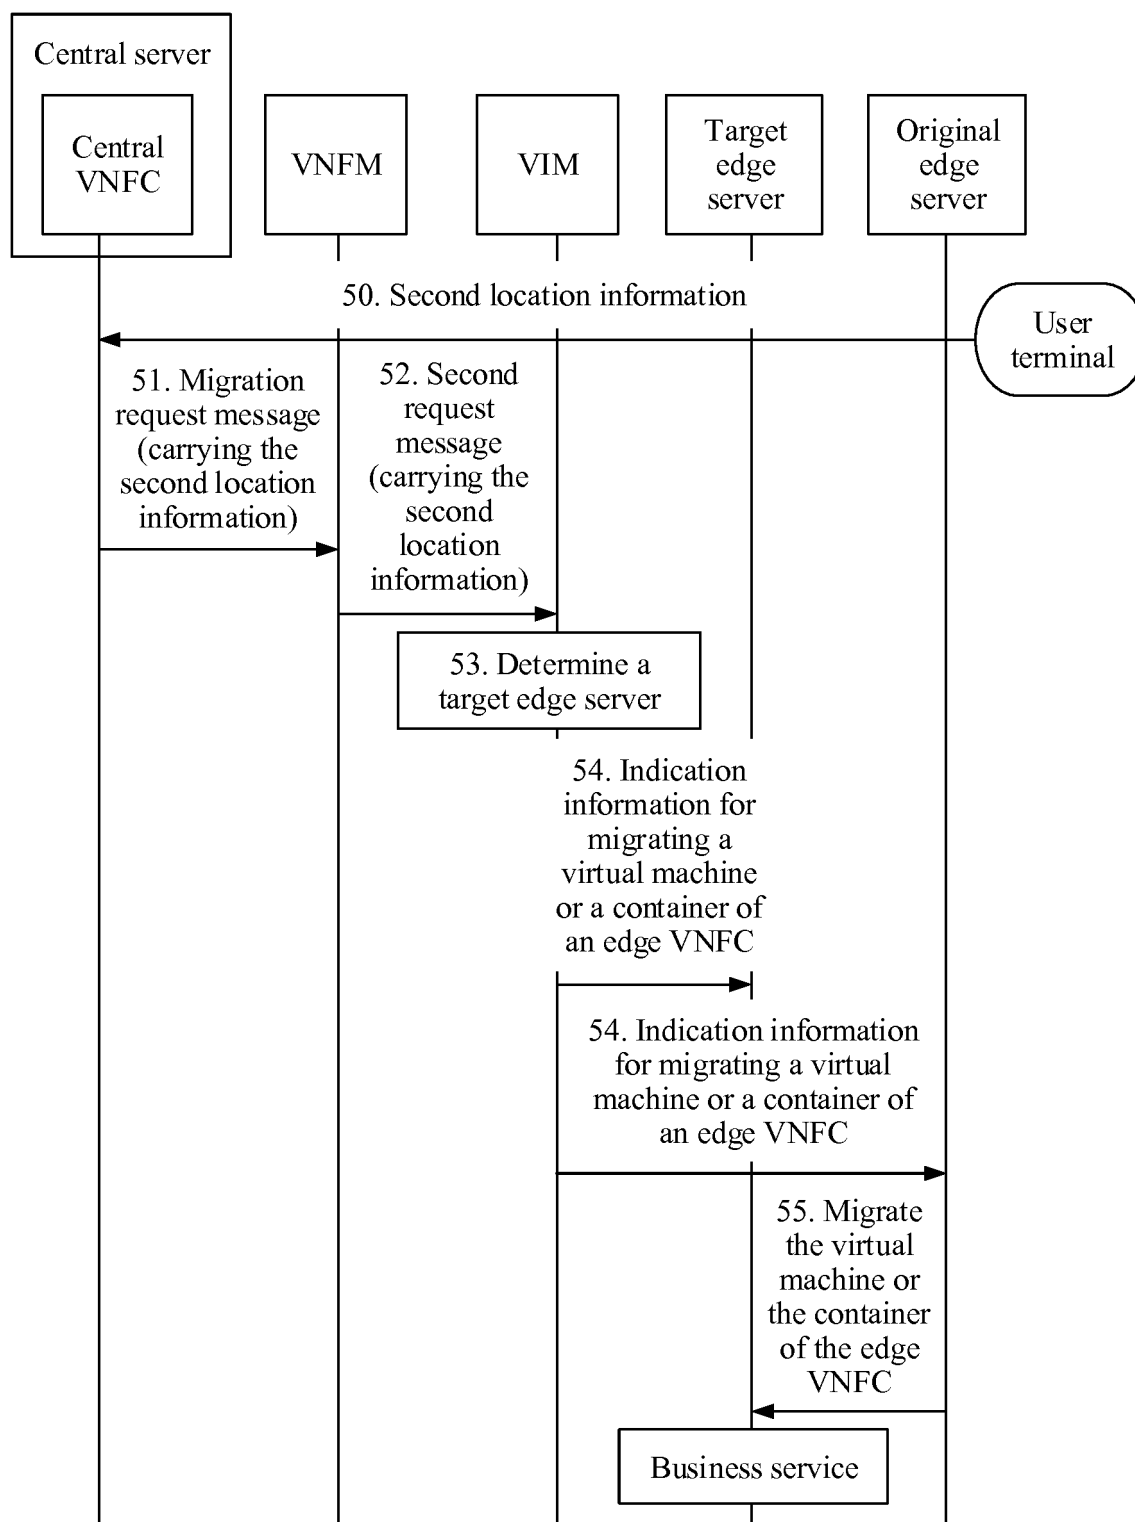 Central server
Central
VNFC
VNFM
VIM
Target
edge
server
Original
edge
server
50. Second location information
User
terminal
51. Migration
request message
(carrying the
second location
information)
52. Second
request
message
(carrying the
second
location
information)
53. Determine a
target edge server
54. Indication
information for
migrating a
virtual machine
or a container of
an edge VNFC
54. Indication information
for migrating a virtual
machine or a container of
an edge VNFC
55. Migrate
the virtual
machine or
the container
of the edge
VNFC
Business service